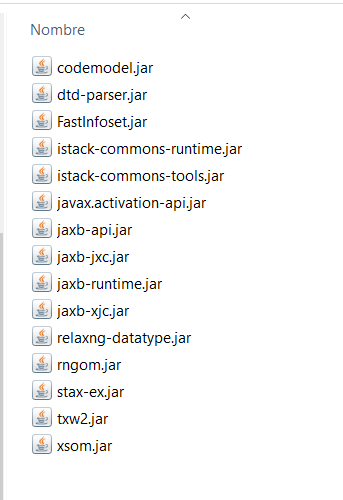 Nombre
codemodel.jar
dtd-parser.jar
FastInfoset.jar
istack-commons-runtime.jar
istack-commons-tools.jar
javax.activation-api.jar
jaxb-api.jar
jaxb-jxc.jar
jaxb-runtime.jar
jaxb-xjc.jar
relaxng-datatype.jar
rngom.jar
stax-ex.jar
txw2.jar
xsom.jar